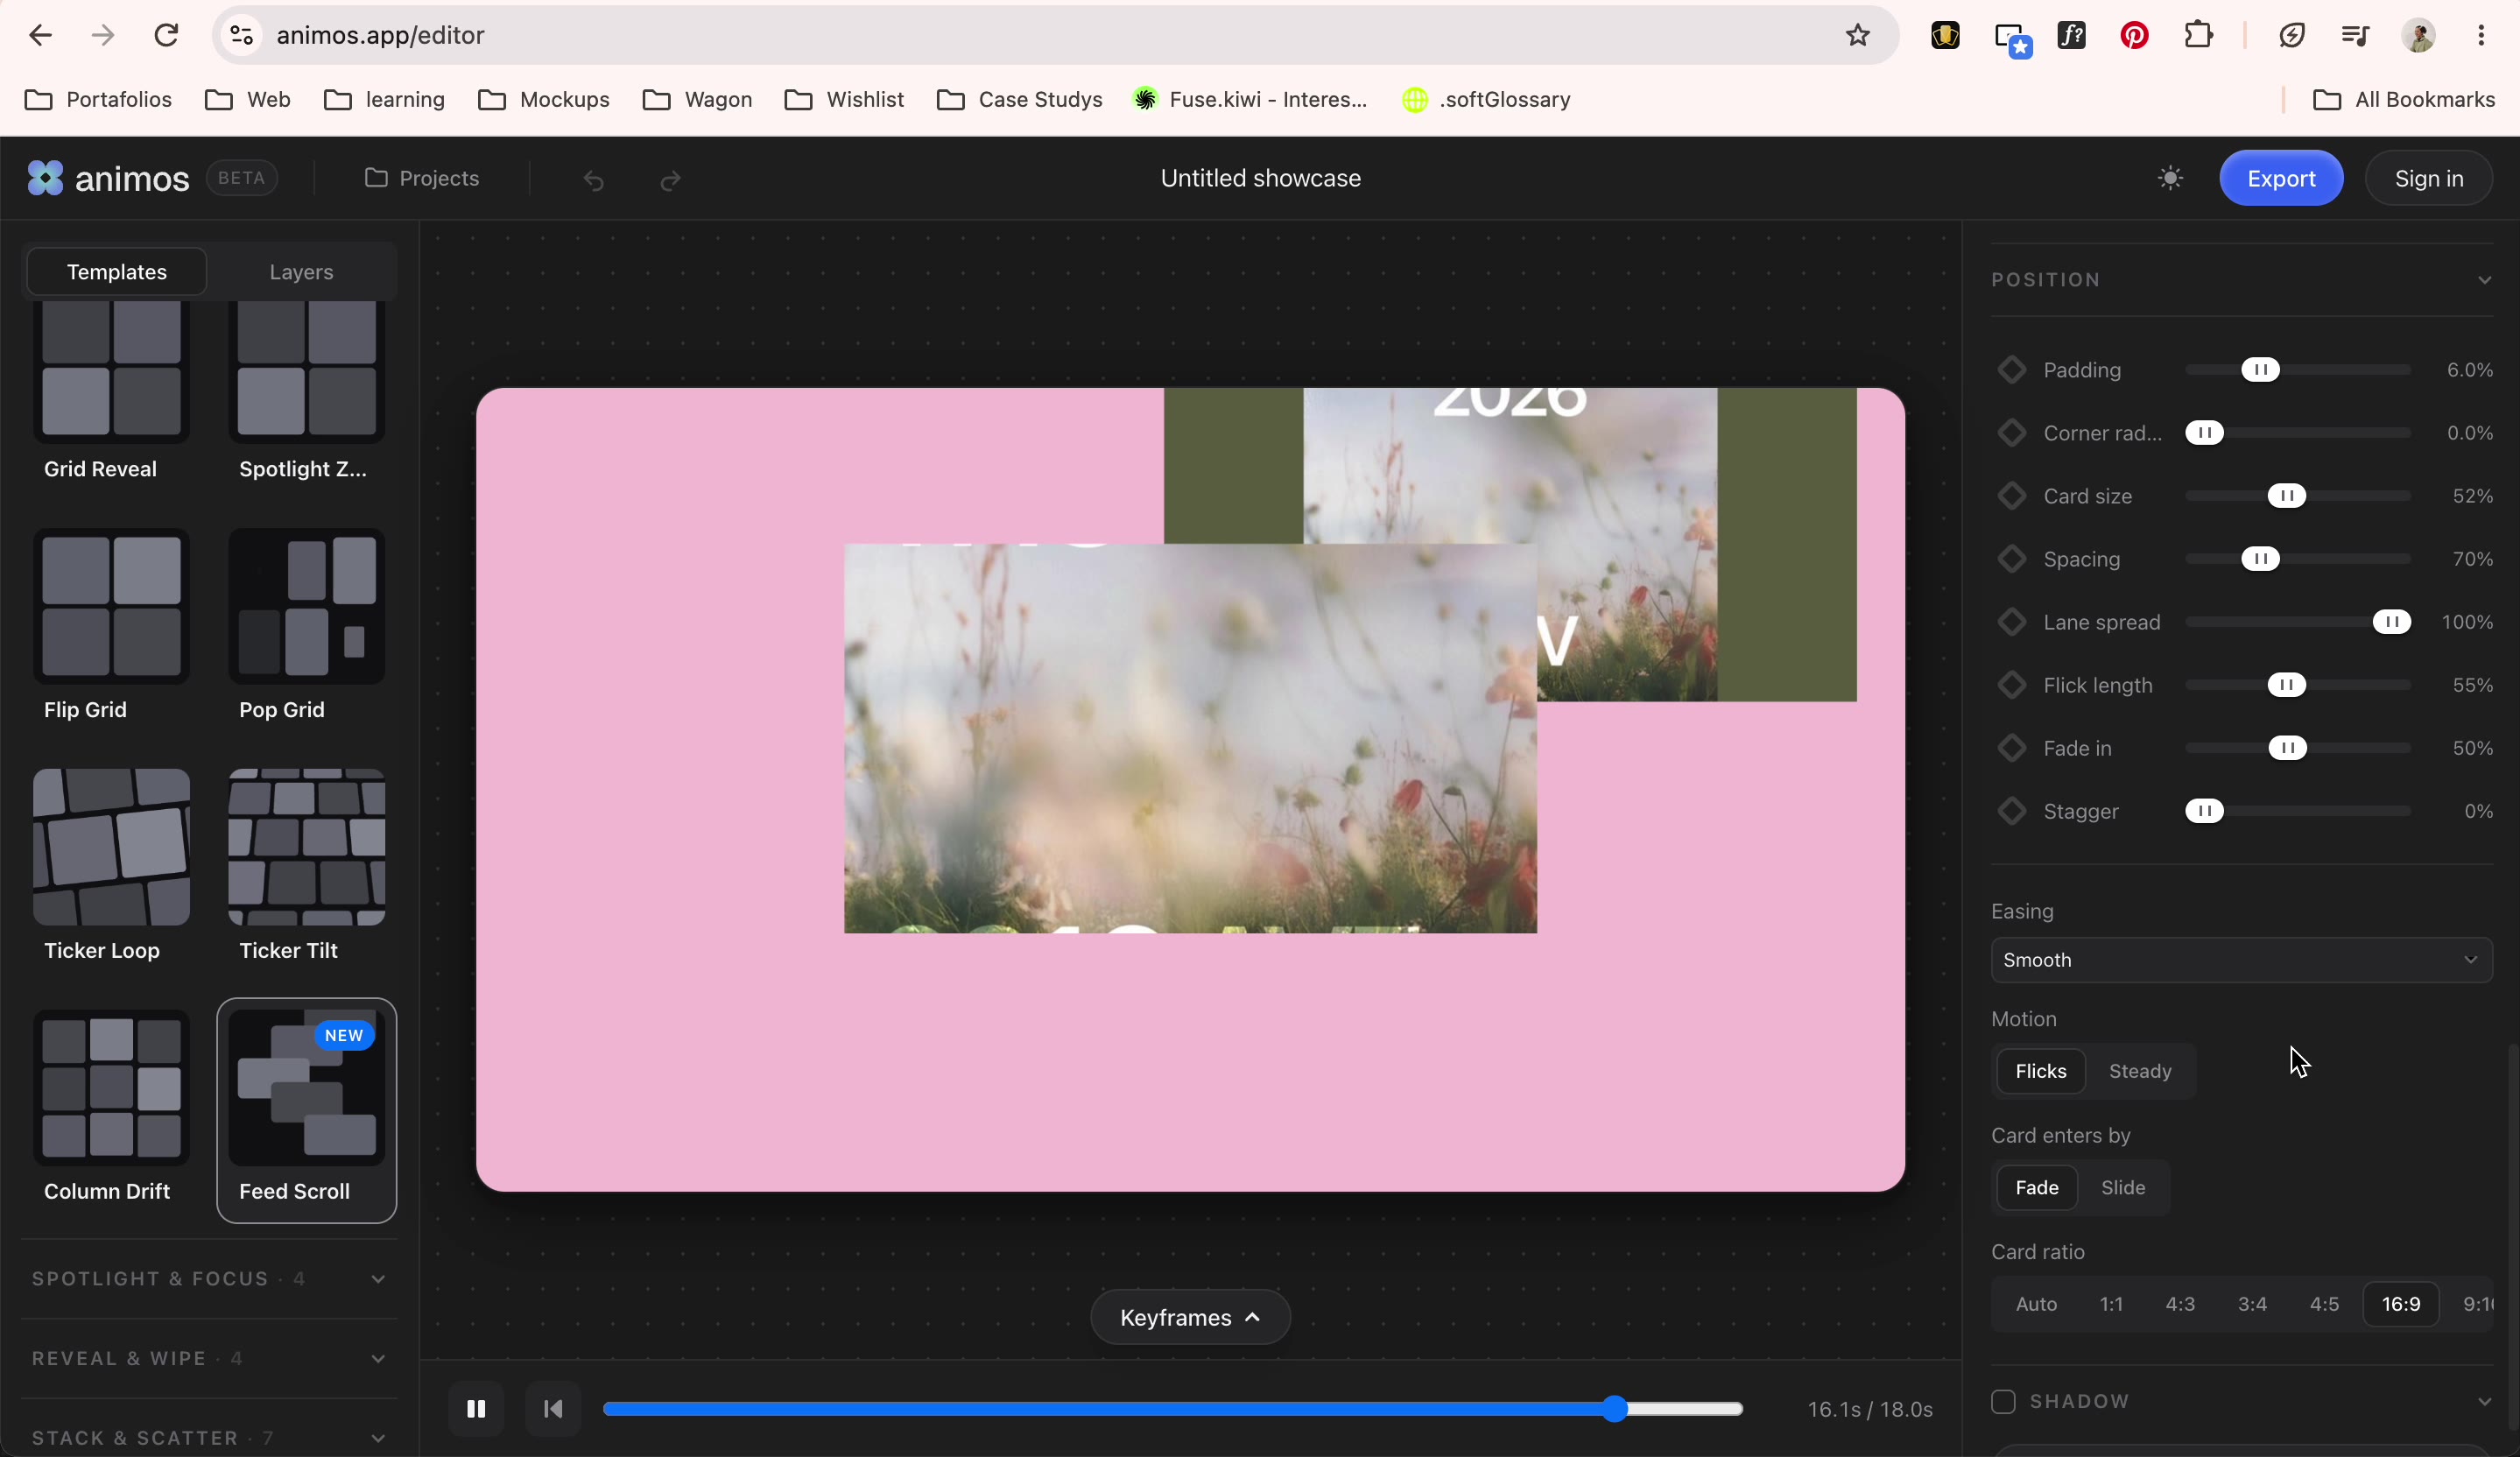 animos.app/editor
Portafolios
Web
learning
Mockups
Wagon
Wishlist
Case Studys
Fuse.kiwi - Interes...
.softGlossary
All Bookmarks
animos
BETA
Projects
Untitled showcase
Export
Sign in
Templates
Layers
Grid Reveal
Spotlight Z...
Flip Grid
Pop Grid
Ticker Loop
Ticker Tilt
Column Drift
NEW
Feed Scroll
SPOTLIGHT & FOCUS · 4
REVEAL & WIPE · 4
STACK & SCATTER · 7
2026
Keyframes
16.1s / 18.0s
POSITION
Padding 6.0%
Corner rad... 0.0%
Card size 52%
Spacing 70%
Lane spread 100%
Flick length 55%
Fade in 50%
Stagger 0%
Easing
Smooth
Motion
Flicks Steady
Card enters by
Fade Slide
Card ratio
Auto 1:1 4:3 3:4 4:5 16:9
SHADOW